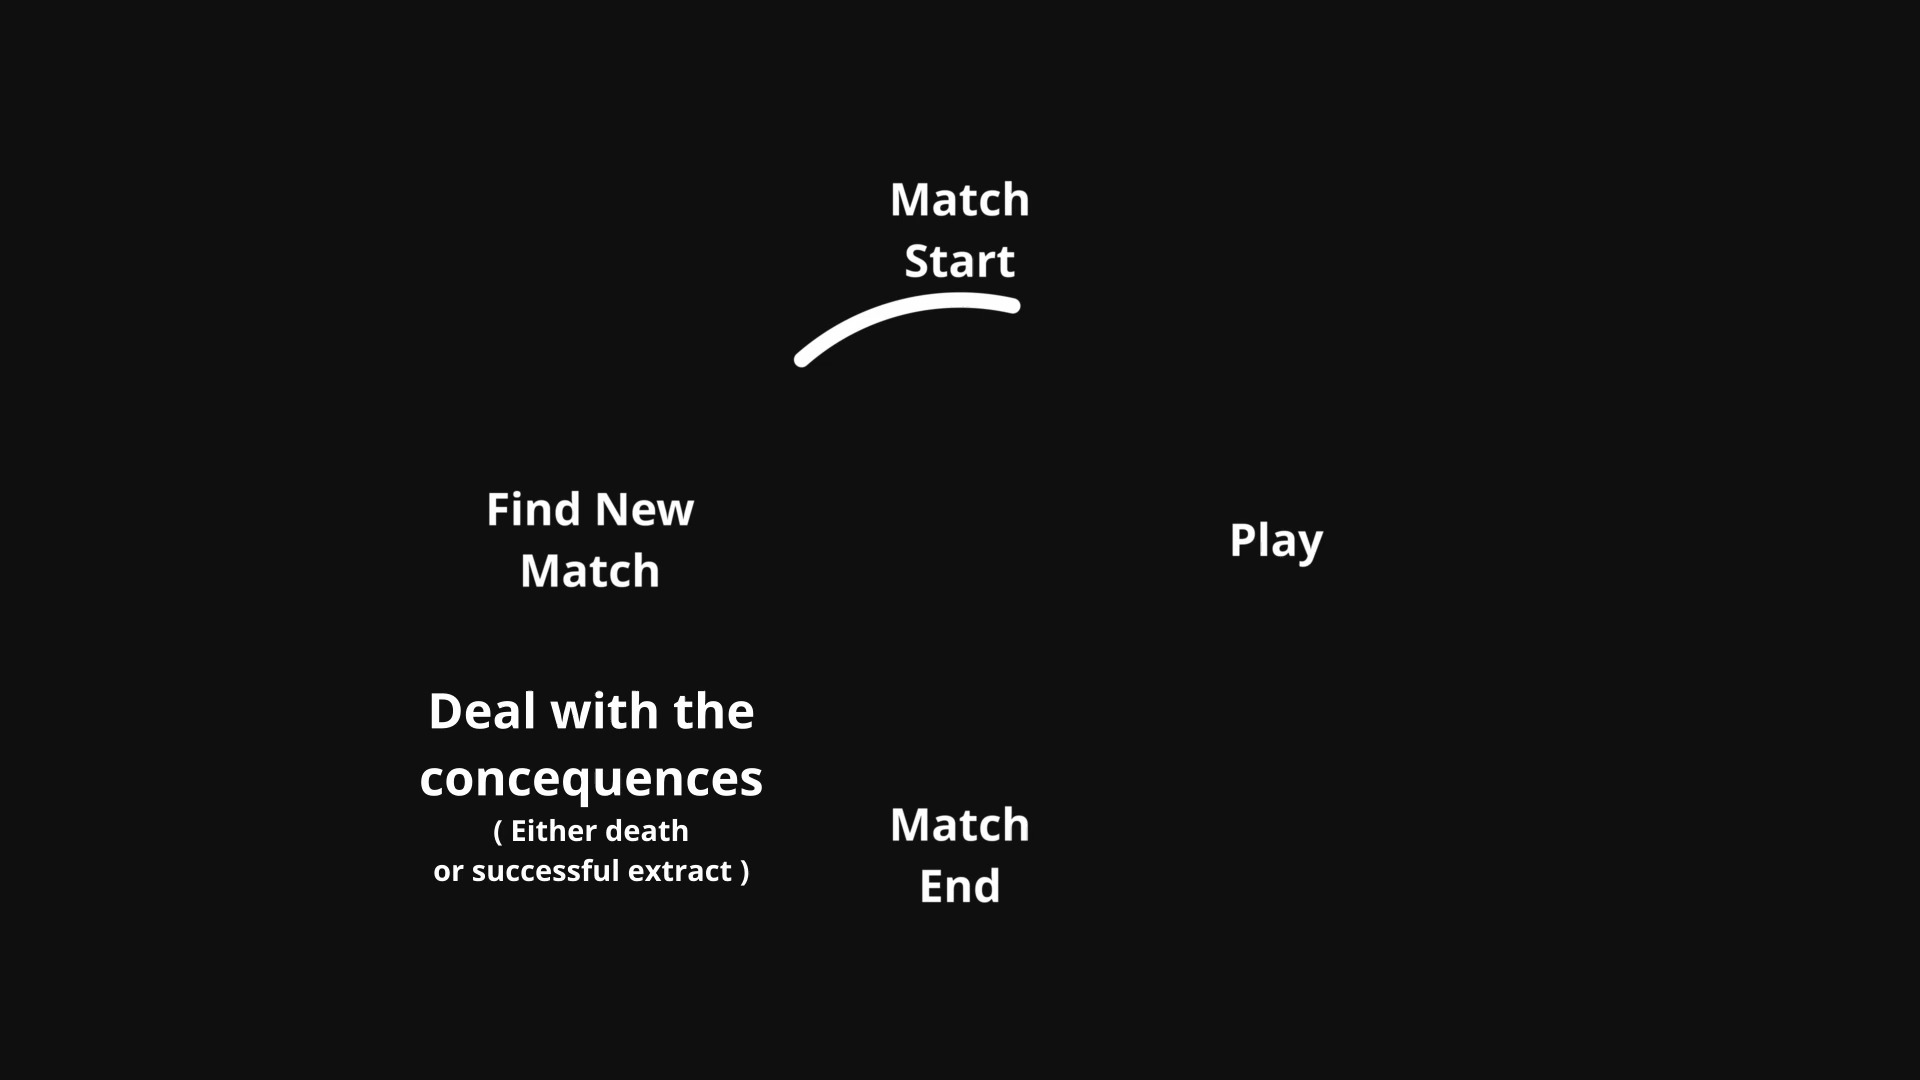 Match
Start
Find New
Match
Play
Deal with the
concequences
( Either death
or successful extract )
Match
End